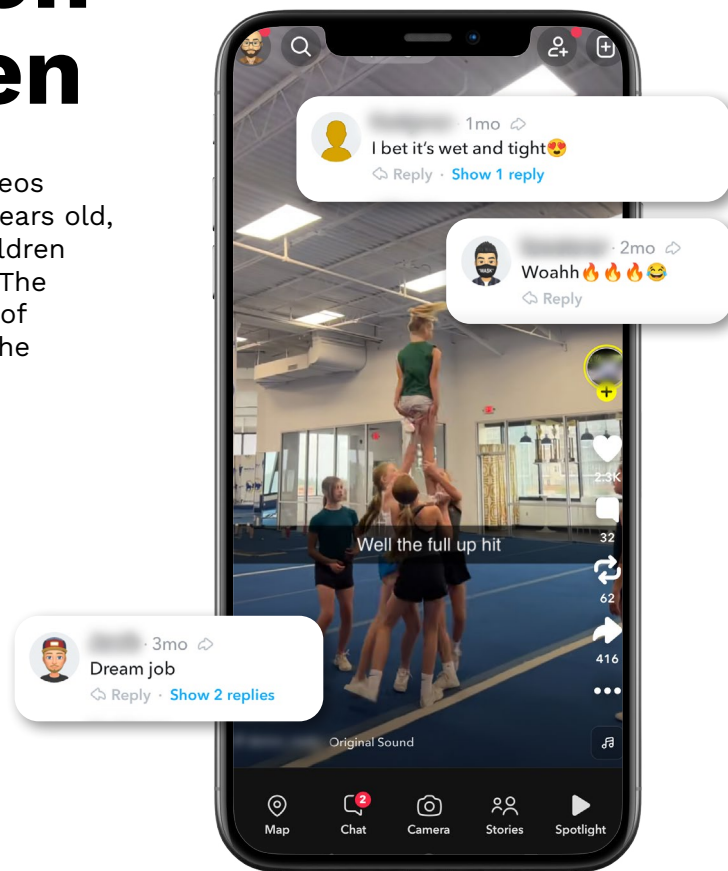 en
eos
ears old,
ldren
The
of
he
1mo
I bet it's wet and tight😍
Reply · Show 1 reply
2mo
Woahh🔥🔥🔥😂
Reply
2.3K
32
Well the full up hit
62
3mo
Dream job
Reply · Show 2 replies
416
Original Sound
2
Map
Chat
Camera
Stories
Spotlight